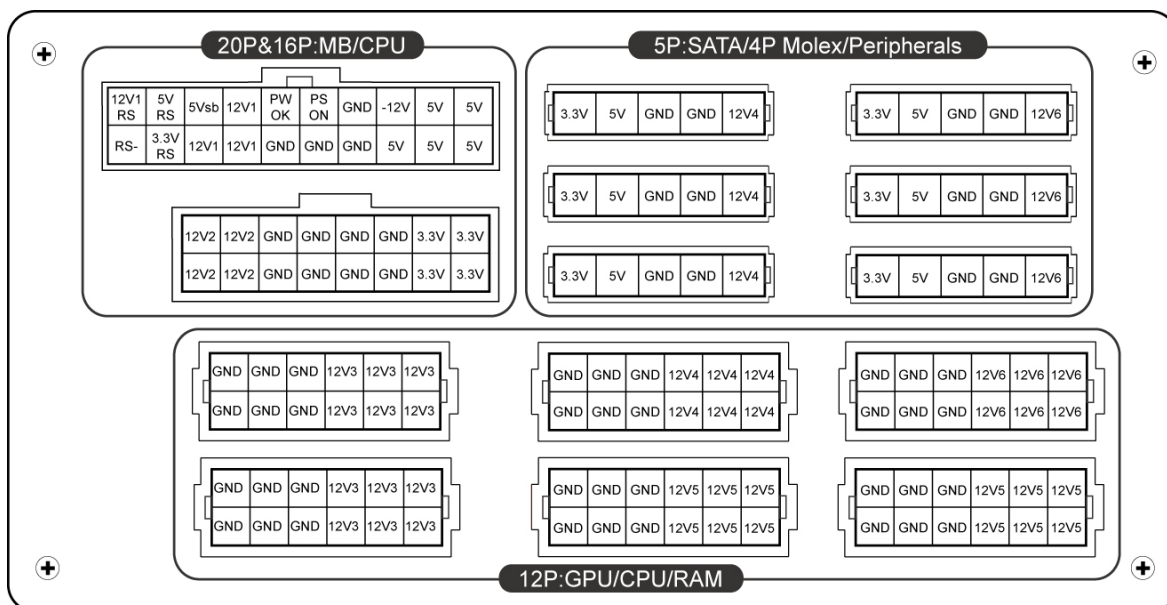 20P&16P:MB/CPU
12V1 RS 5V RS 5Vsb 12V1 PW OK PS ON GND -12V 5V 5V
RS- 3.3V RS 12V1 12V1 GND GND GND 5V 5V 5V
12V2 12V2 GND GND GND GND 3.3V 3.3V
12V2 12V2 GND GND GND GND 3.3V 3.3V
5P:SATA/4P Molex/Peripherals
3.3V 5V GND GND 12V4
3.3V 5V GND GND 12V6
3.3V 5V GND GND 12V4
3.3V 5V GND GND 12V6
3.3V 5V GND GND 12V4
3.3V 5V GND GND 12V6
GND GND GND 12V3 12V3 12V3
GND GND GND 12V3 12V3 12V3
GND GND GND 12V4 12V4 12V4
GND GND GND 12V4 12V4 12V4
GND GND GND 12V6 12V6 12V6
GND GND GND 12V6 12V6 12V6
GND GND GND 12V3 12V3 12V3
GND GND GND 12V3 12V3 12V3
GND GND GND 12V5 12V5 12V5
GND GND GND 12V5 12V5 12V5
GND GND GND 12V5 12V5 12V5
GND GND GND 12V5 12V5 12V5
12P:GPU/CPU/RAM